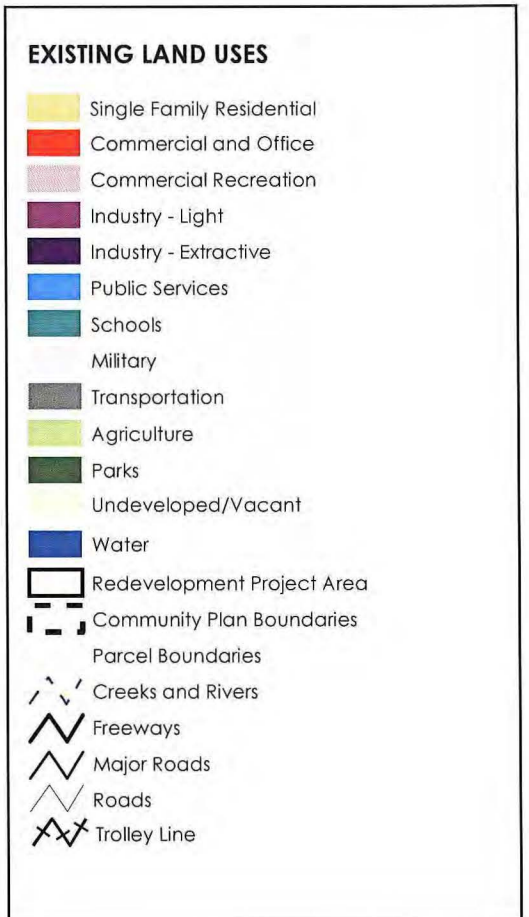 EXISTING LAND USES
Single Family Residential
Commercial and Office
Commercial Recreation
Industry - Light
Industry - Extractive
Public Services
Schools
Military
Transportation
Agriculture
Parks
Undeveloped/Vacant
Water
Redevelopment Project Area
Community Plan Boundaries
Parcel Boundaries
Creeks and Rivers
Freeways
Major Roads
Roads
Trolley Line